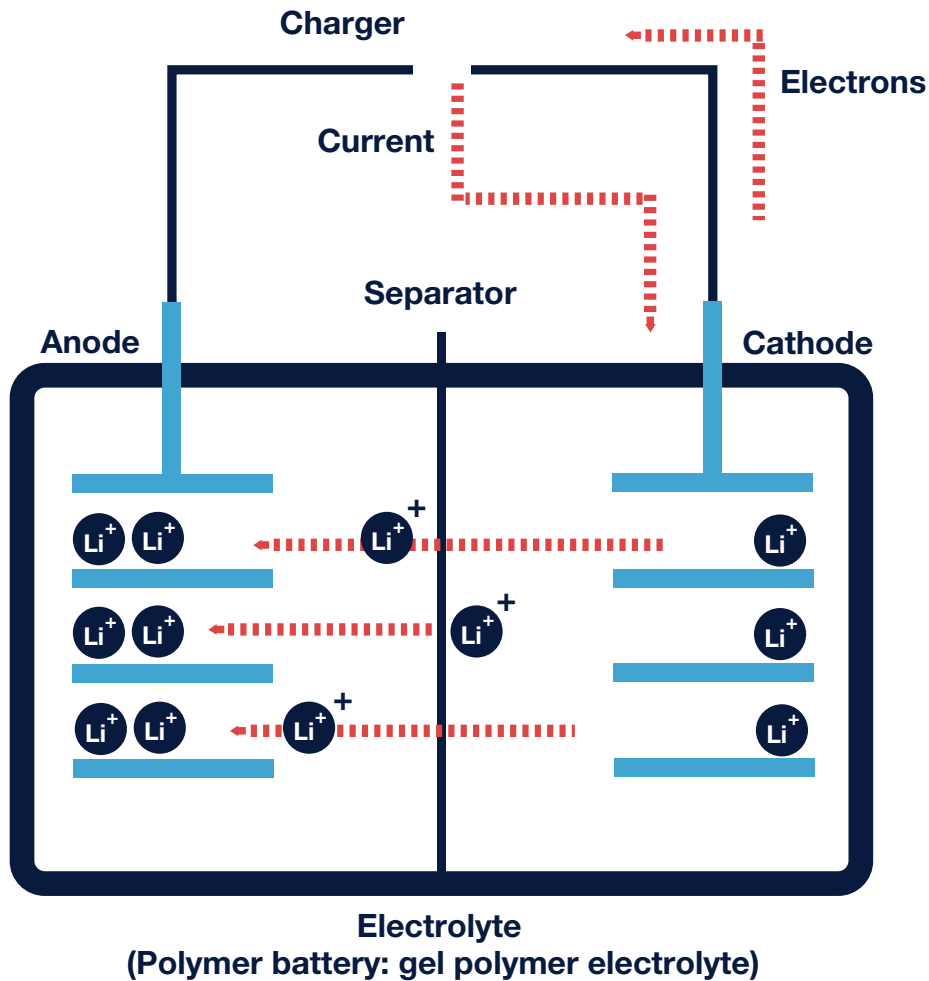 Charger
Electrons
Current
Separator
Anode
Cathode
Li+ Li+ Li+ + Li+
Li+ Li+ Li+ + Li+
Li+ Li+ Li+ + Li+
Electrolyte
(Polymer battery: gel polymer electrolyte)